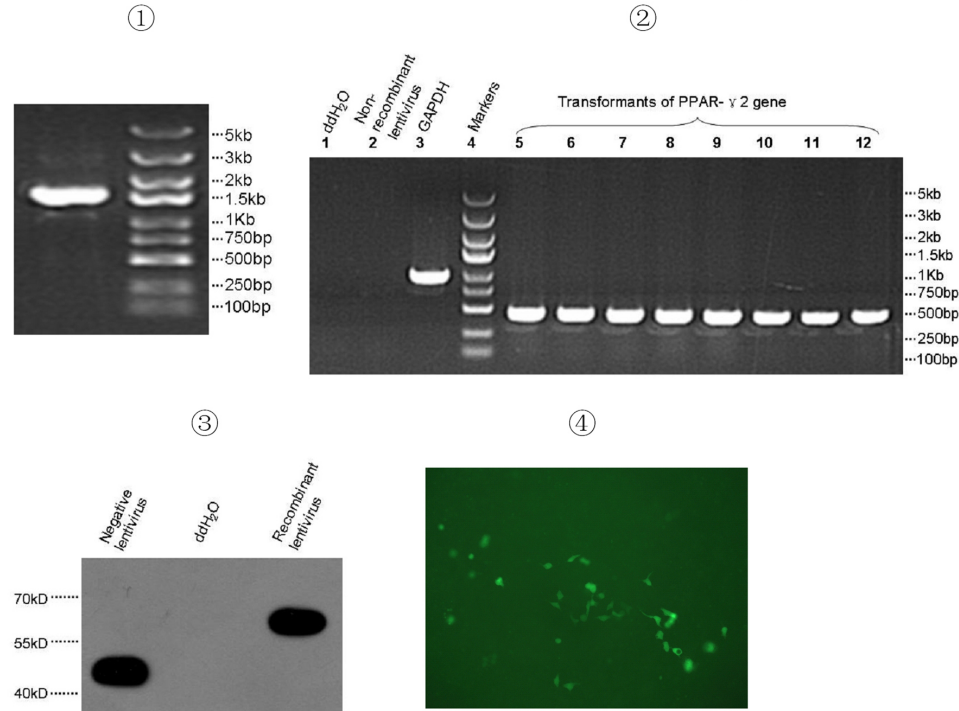 ①
5kb
3kb
2kb
1.5kb
1Kb
750bp
500bp
250bp
100bp
②
ddH₂O
Non-
recombinant
lentivirus
GAPDH
Markers
Transformants of PPAR- γ2 gene
1 2 3 4 5 6 7 8 9 10 11 12
5kb
3kb
2kb
1.5kb
1Kb
750bp
500bp
250bp
100bp
③
Negative
lentivirus
ddH₂O
Recombinant
lentivirus
70kD
55kD
40kD
④